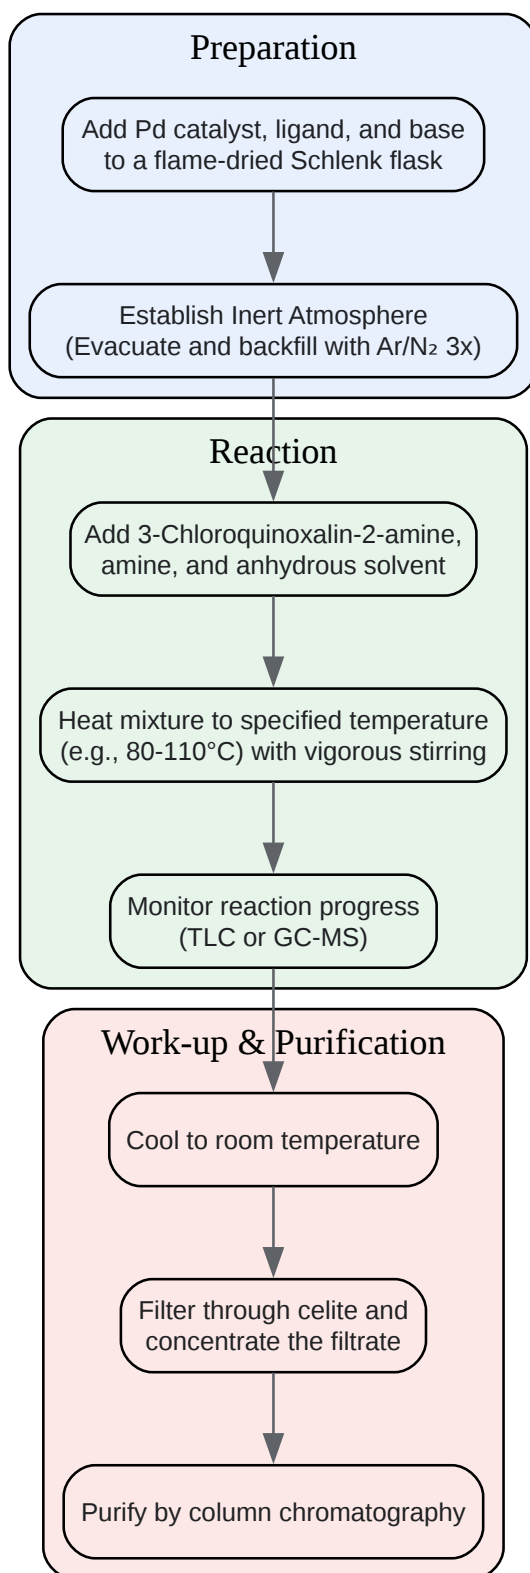 Preparation
Add Pd catalyst, ligand, and base
to a flame-dried Schlenk flask
Establish Inert Atmosphere
(Evacuate and backfill with Ar/N₂ 3x)
Reaction
Add 3-Chloroquinoxalin-2-amine,
amine, and anhydrous solvent
Heat mixture to specified temperature
(e.g., 80-110°C) with vigorous stirring
Monitor reaction progress
(TLC or GC-MS)
Work-up & Purification
Cool to room temperature
Filter through celite and
concentrate the filtrate
Purify by column chromatography